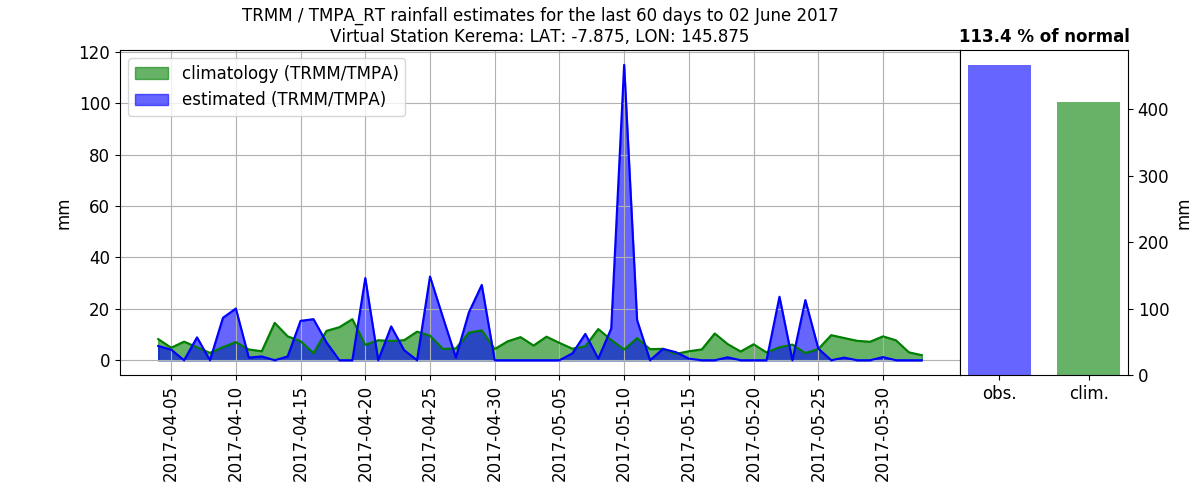 TRMM / TMPA_RT rainfall estimates for the last 60 days to 02 June 2017
Virtual Station Kerema: LAT: -7.875, LON: 145.875
113.4 % of normal
climatology (TRMM/TMPA)
estimated (TRMM/TMPA)
120
100
80
60
40
20
0
mm
2017-04-05
2017-04-10
2017-04-15
2017-04-20
2017-04-25
2017-04-30
2017-05-05
2017-05-10
2017-05-15
2017-05-20
2017-05-25
2017-05-30
400
300
200
100
0
mm
obs.
clim.